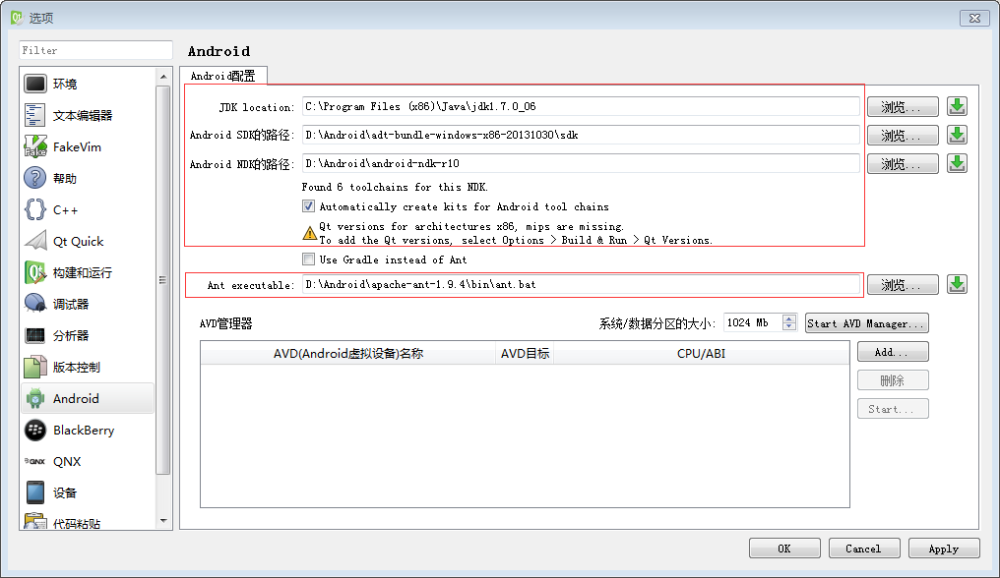 选项
Filter
环境
文本编辑器
FakeVim
帮助
C++
Qt Quick
构建和运行
调试器
分析器
版本控制
Android
BlackBerry
QNX
设备
代码粘贴
Android
Android配置
JDK location: C:\Program Files (x86)\Java\jdk1.7.0_06 浏览...
Android SDK的路径: D:\Android\adt-bundle-windows-x86-20131030\sdk 浏览...
Android NDK的路径: D:\Android\android-ndk-r10 浏览...
Found 6 toolchains for this NDK.
Automatically create kits for Android tool chains
Qt versions for architectures x86, mips are missing.
To add the Qt versions, select Options > Build & Run > Qt Versions.
Use Gradle instead of Ant
Ant executable: D:\Android\apache-ant-1.9.4\bin\ant.bat 浏览...
AVD管理器 系统/数据分区的大小: 1024 Mb Start AVD Manager...
AVD(Android虚拟设备)名称 AVD目标 CPU/ABI Add...
删除
Start...
OK Cancel Apply